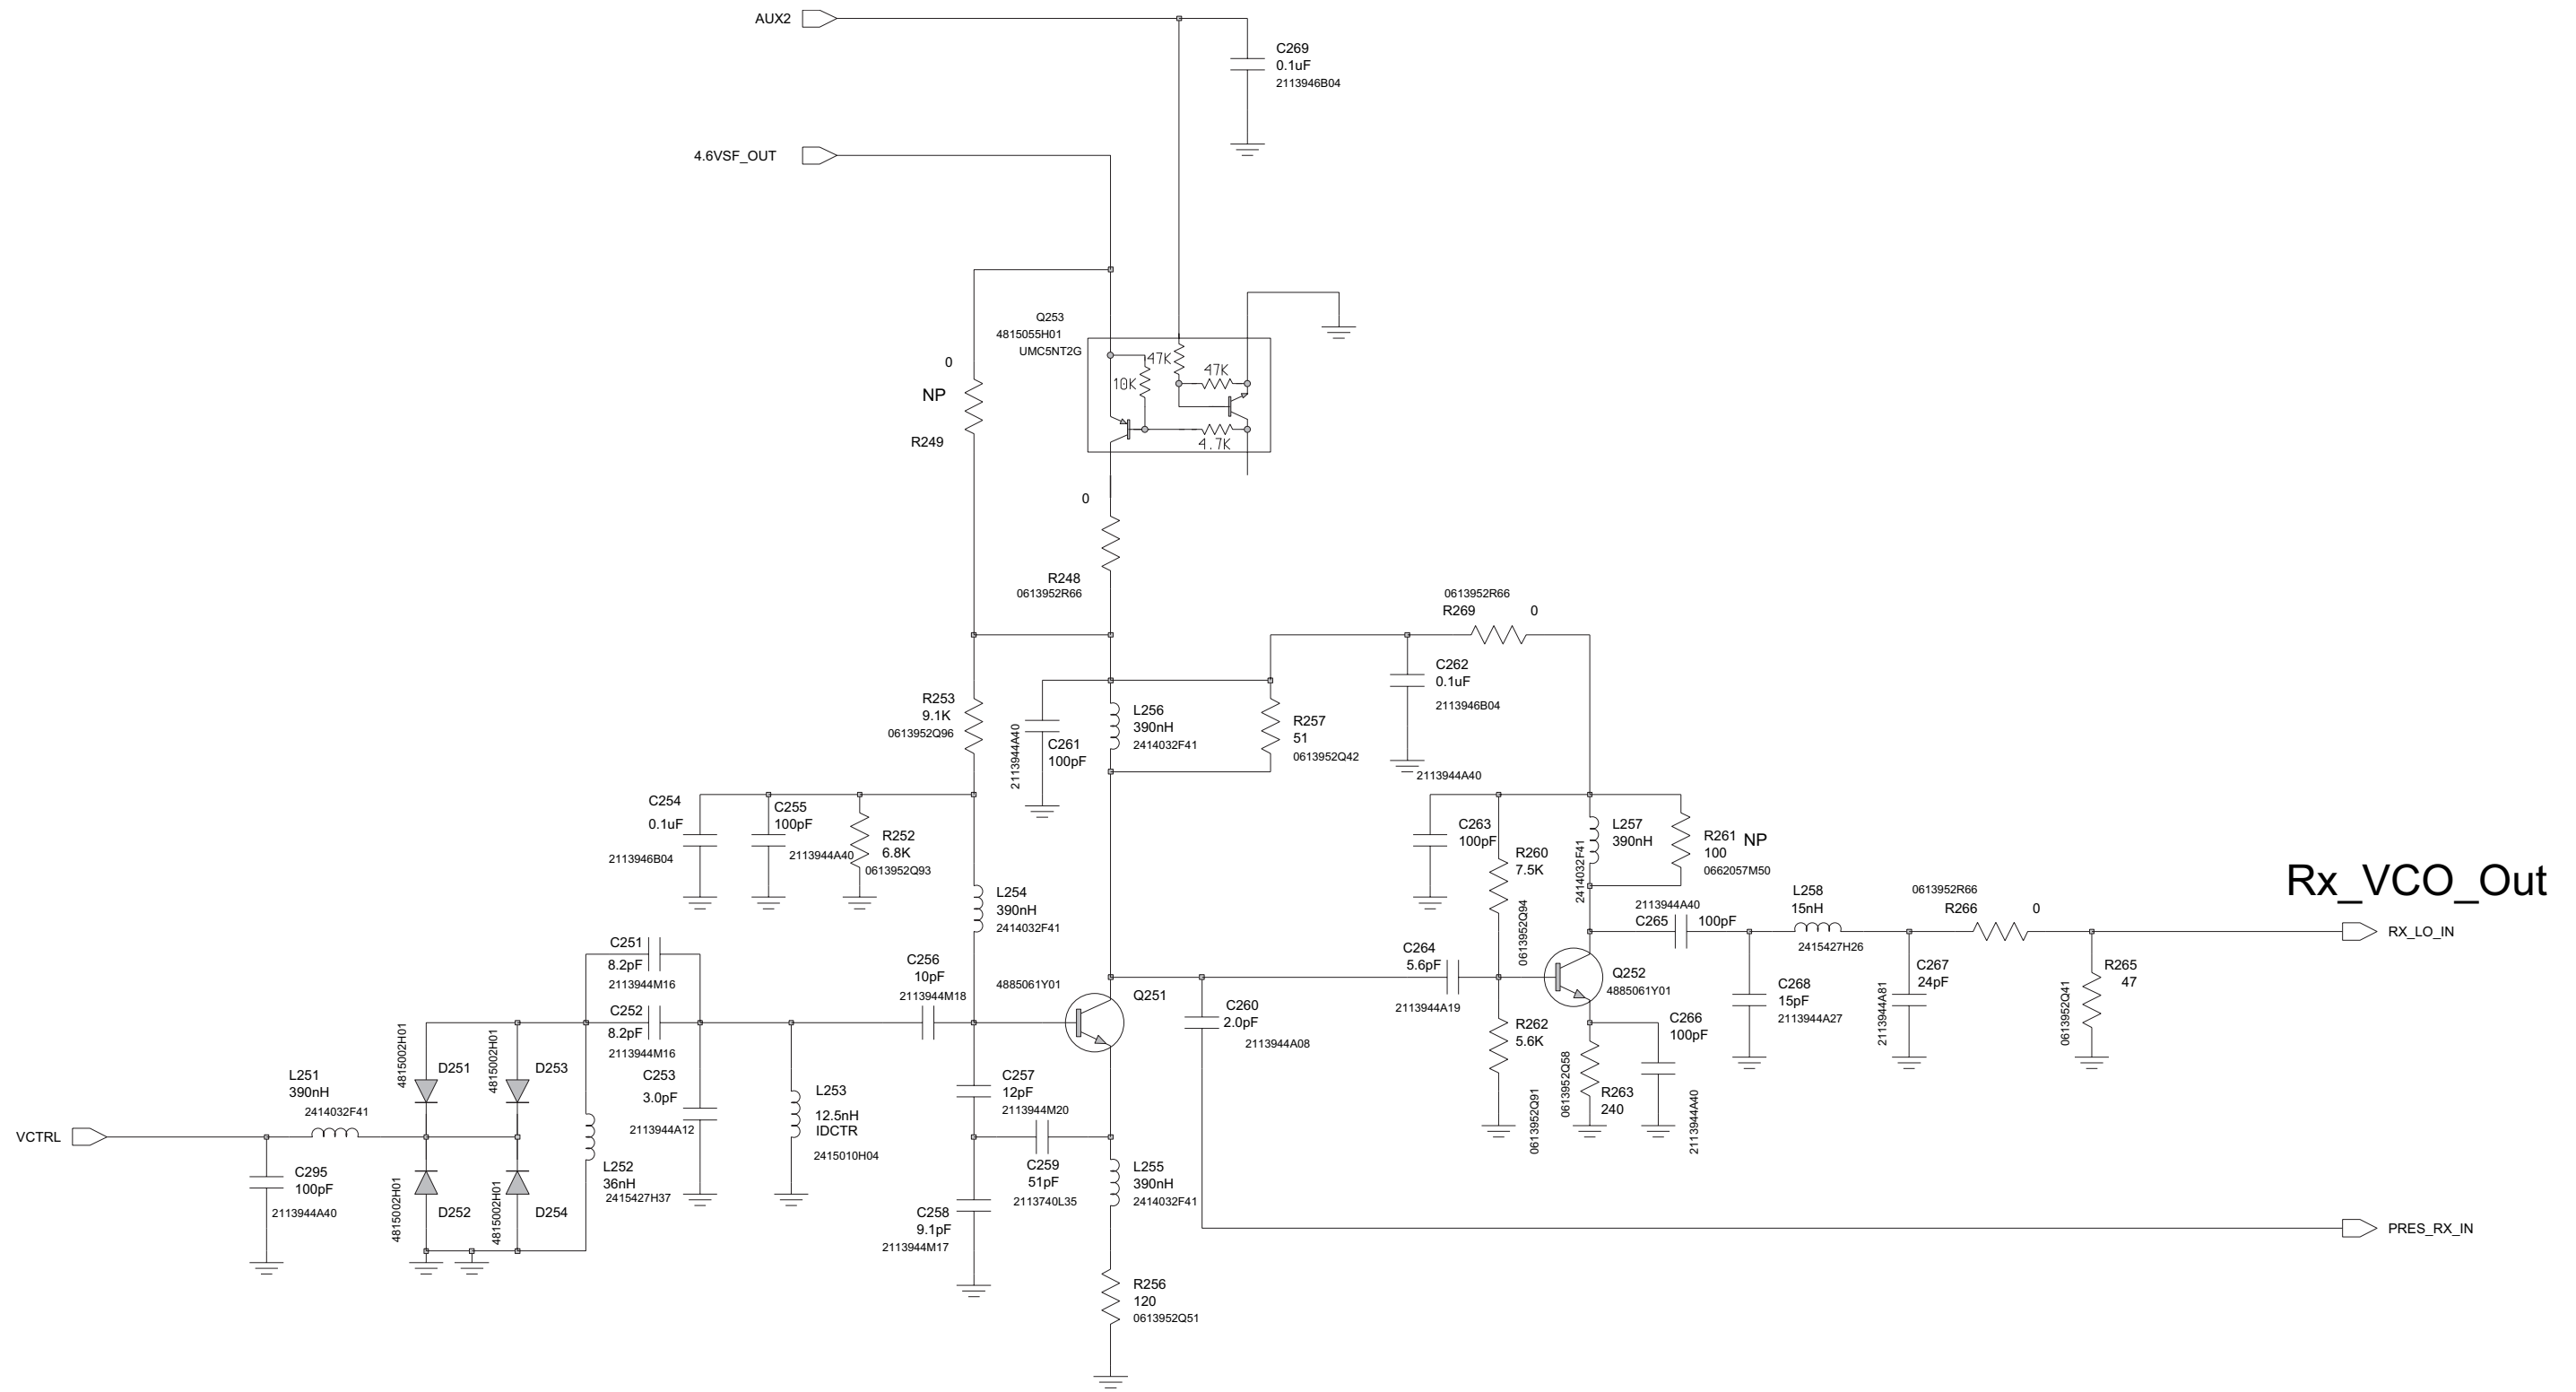 AUX2
C269
0.1uF
2113946B04
4.6VSF_OUT
Q253
4815055H01
UMC5NT2G
47K
47K
10K
4.7K
0
NP
R249
0
R248
0613952R66
0613952R66
R269
0
C262
0.1uF
2113946B04
R253
9.1K
0613952Q96
2113944A40
C261
100pF
L256
390nH
2414032F41
R257
51
0613952Q42
C254
0.1uF
2113946B04
C255
100pF
2113944A40
R252
6.8K
0613952Q93
2113944A40
C263
100pF
R260
7.5K
0613952Q94
L257
390nH
2414032F41
R261
NP
100
0662057M50
Rx_VCO_Out
L254
390nH
2414032F41
C251
8.2pF
2113944M16
C252
8.2pF
2113944M16
C256
10pF
2113944M18
4885061Y01
Q251
C260
2.0pF
2113944A08
C264
5.6pF
2113944A19
Q252
4885061Y01
2113944A40
C265
100pF
L258
15nH
2415427H26
0613952R66
R266
0
RX_LO_IN
C268
15pF
2113944A27
C267
24pF
2113944A81
R265
47
0613952Q41
R262
5.6K
0613952Q91
C266
100pF
2113944A40
0613952Q58
R263
240
4815002H01
D251
4815002H01
D253
L251
390nH
2414032F41
VCTRL
C295
100pF
2113944A40
4815002H01
D252
4815002H01
D254
L252
36nH
2415427H37
C253
3.0pF
2113944A12
L253
12.5nH
IDCTR
2415010H04
C257
12pF
2113944M20
C259
51pF
2113740L35
C258
9.1pF
2113944M17
L255
390nH
2414032F41
R256
120
0613952Q51
PRES_RX_IN